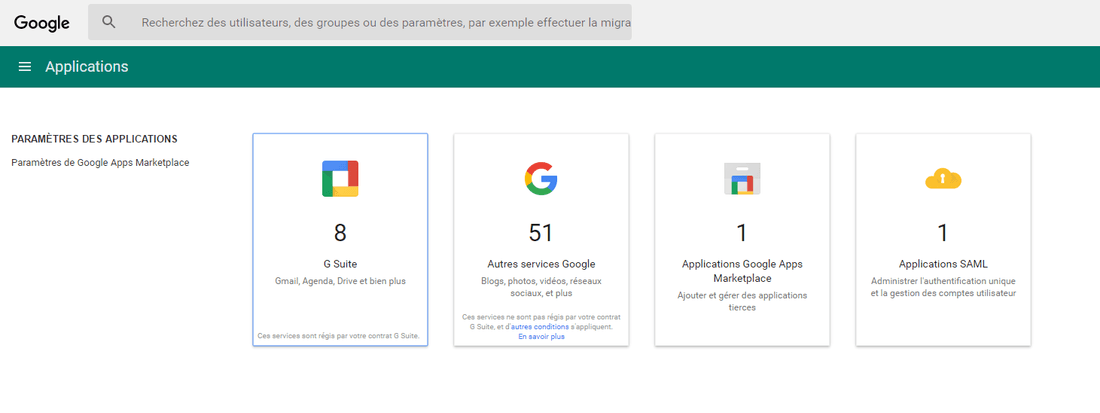 Google
Recherchez des utilisateurs, des groupes ou des paramètres, par exemple effectuer la migra
Applications
PARAMÈTRES DES APPLICATIONS
Paramètres de Google Apps Marketplace
8
G Suite
Gmail, Agenda, Drive et bien plus
Ces services sont régis par votre contrat G Suite.
51
Autres services Google
Blogs, photos, vidéos, réseaux
sociaux, et plus
Ces services ne sont pas régis par votre contrat
G Suite, et d'autres conditions s'appliquent.
En savoir plus
1
Applications Google Apps
Marketplace
Ajouter et gérer des applications
tierces
1
Applications SAML
Administrer l'authentification unique
et la gestion des comptes utilisateur